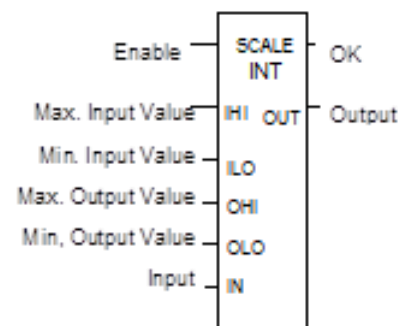 Enable SCALE OK
INT
Max. Input Value IHI OUT Output
Min. Input Value ILO
Max. Output Value OHI
Min, Output Value OLO
Input IN